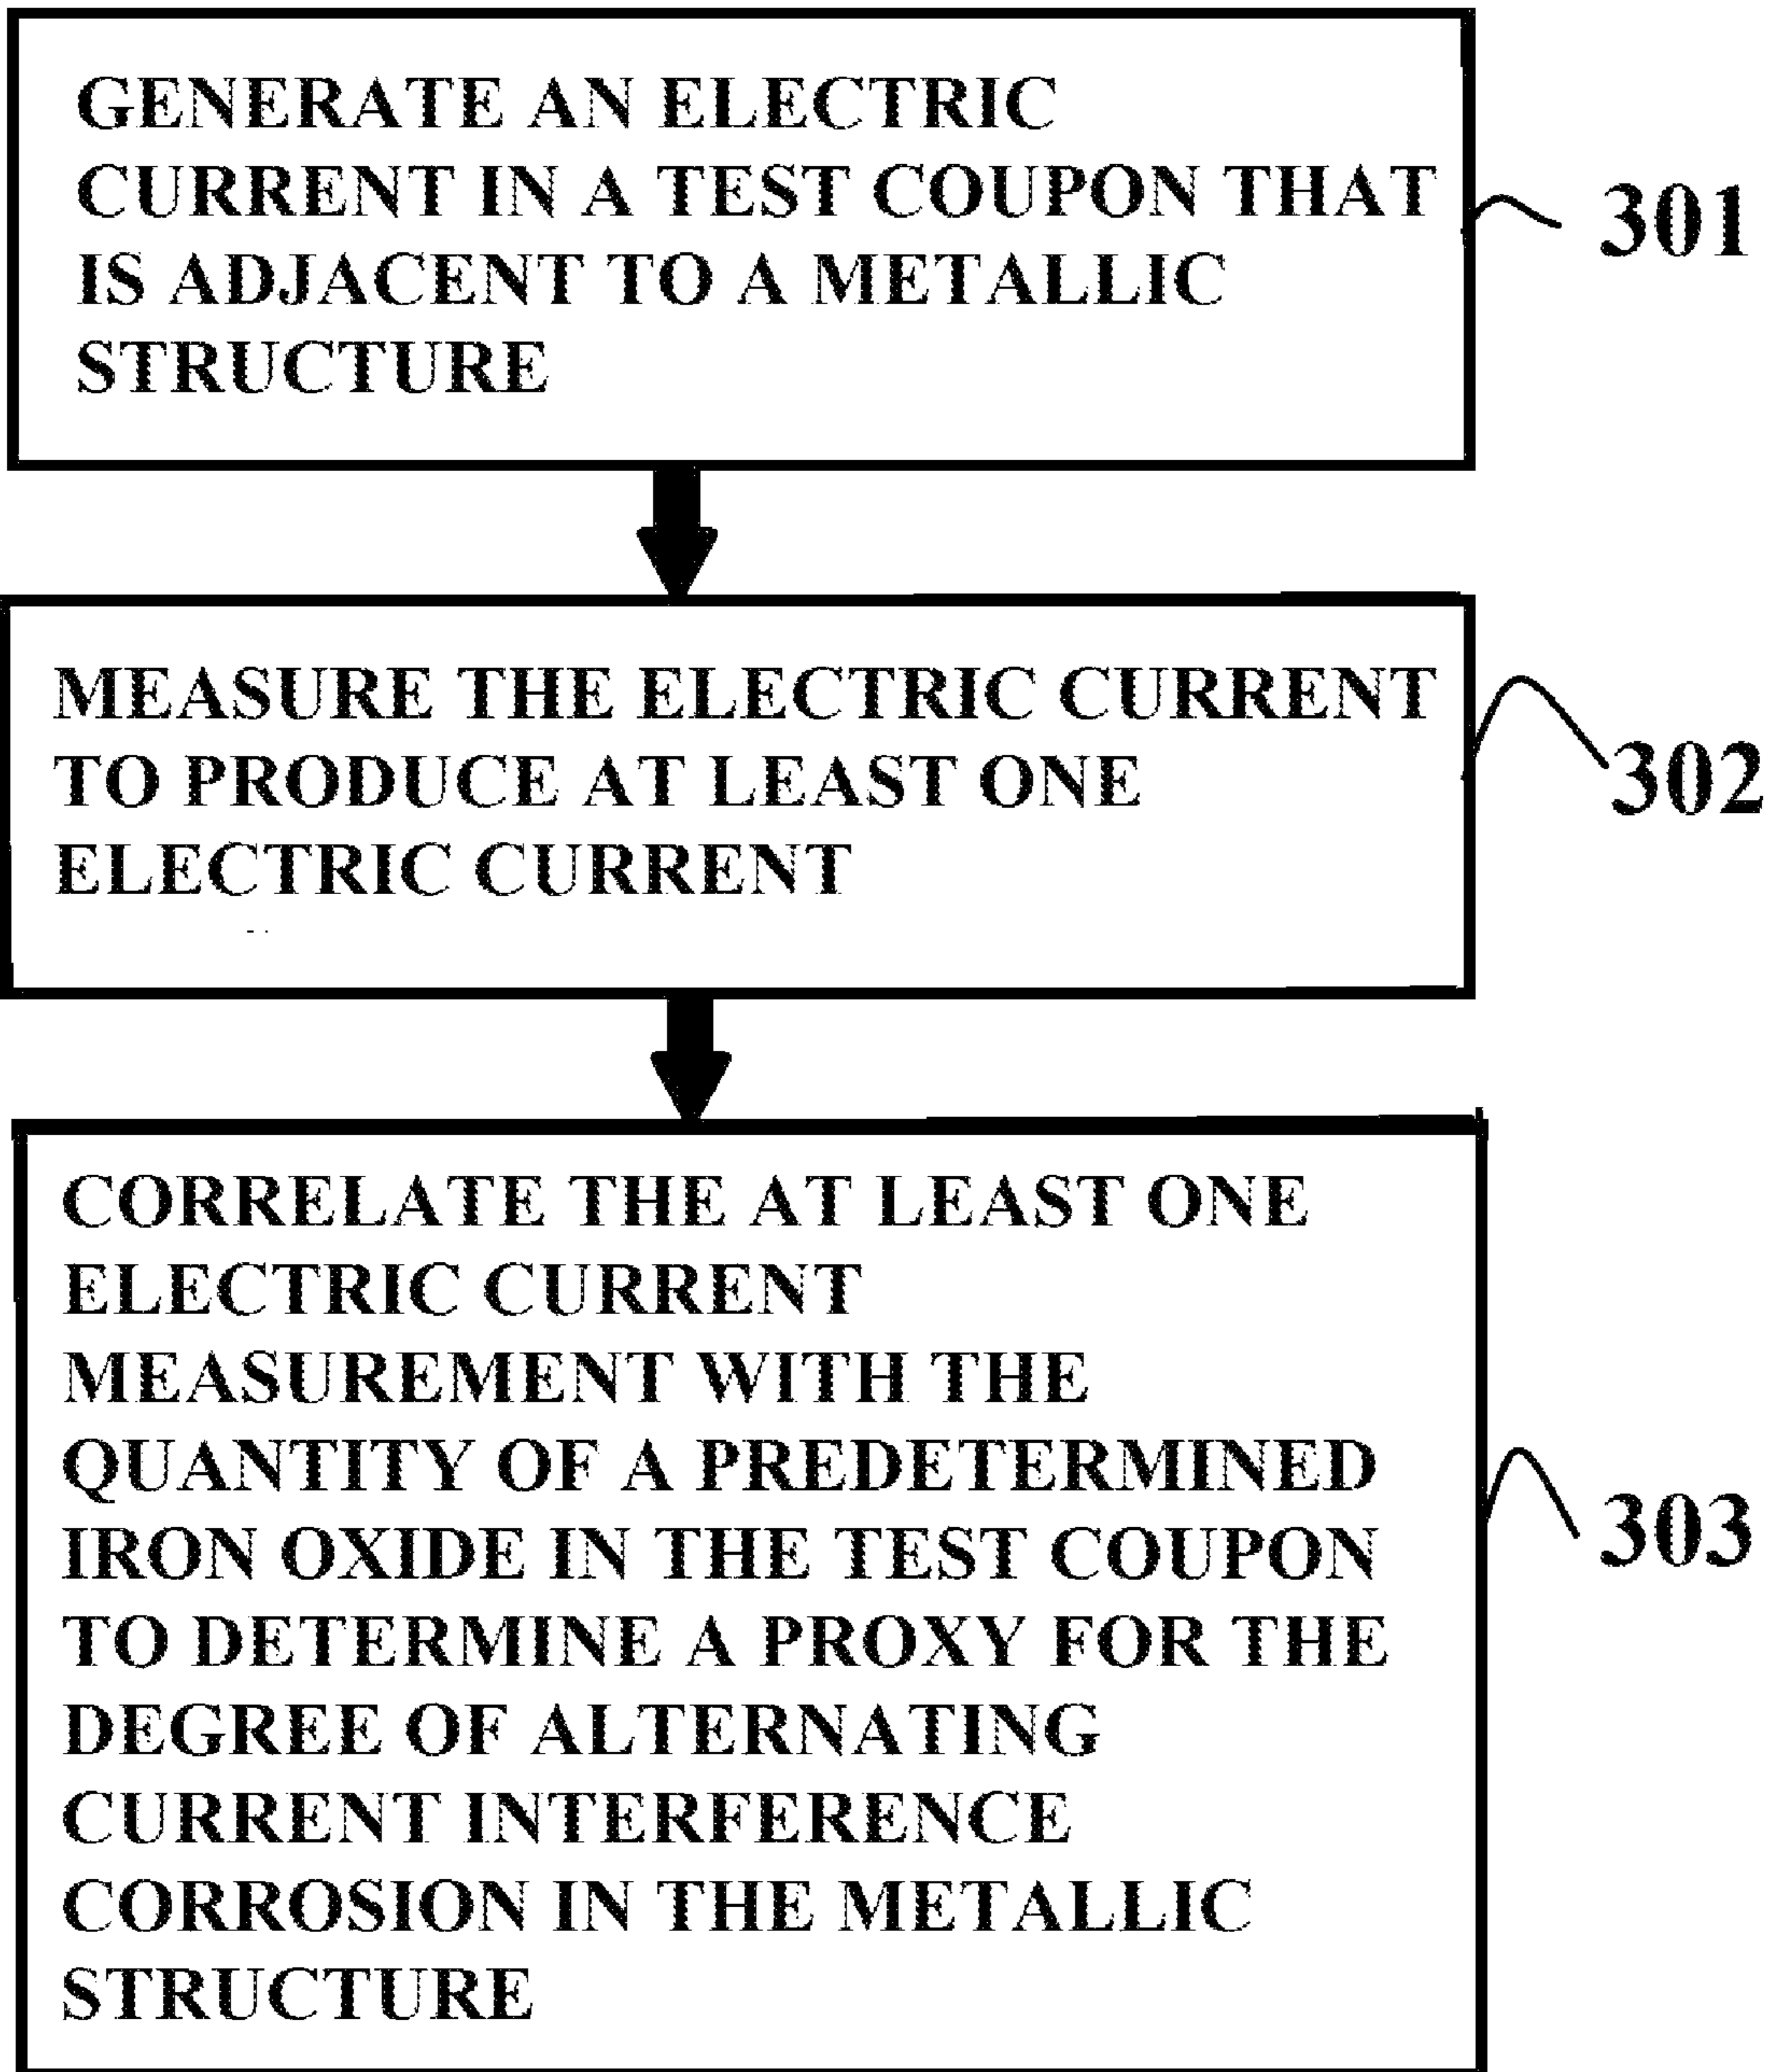 GENERATE AN ELECTRIC
CURRENT IN A TEST COUPON THAT
IS ADJACENT TO A METALLIC
STRUCTURE
301
MEASURE THE ELECTRIC CURRENT
TO PRODUCE AT LEAST ONE
ELECTRIC CURRENT
302
CORRELATE THE AT LEAST ONE
ELECTRIC CURRENT
MEASUREMENT WITH THE
QUANTITY OF A PREDETERMINED
IRON OXIDE IN THE TEST COUPON
TO DETERMINE A PROXY FOR THE
DEGREE OF ALTERNATING
CURRENT INTERFERENCE
CORROSION IN THE METALLIC
STRUCTURE
303